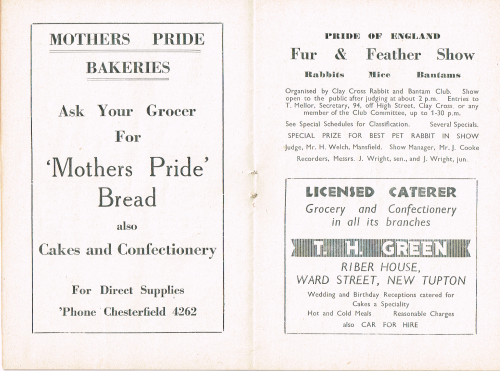 MOTHERS PRIDE
BAKERIES
Ask Your Grocer
For
'Mothers Pride'
Bread
also
Cakes and Confectionery
For Direct Supplies
'Phone Chesterfield 4262
PRIDE OF ENGLAND
Fur & Feather Show
Rabbits Mice Bantams
Organised by Clay Cross Rabbit and Bantam Club. Show
open to the public after judging at about 2 p.m. Entries to
T. Mellor, Secretary, 94, off High Street, Clay Cross or any
member of the Club Committee, up to 1-30 p.m.
See Special Schedules for Classification. Several Specials.
SPECIAL PRIZE FOR BEST PET RABBIT IN SHOW
Judge, Mr. H. Welch, Mansfield. Show Manager, Mr. J. Cooke
Recorders, Messrs. J. Wright, sen., and J. Wright, jun.
LICENSED CATERER
Grocery and Confectionery
in all its branches
T. H. GREEN
RIBER HOUSE,
WARD STREET, NEW TUPTON
Wedding and Birthday Receptions catered for
Cakes a Speciality
Hot and Cold Meals Reasonable Charges
also CAR FOR HIRE